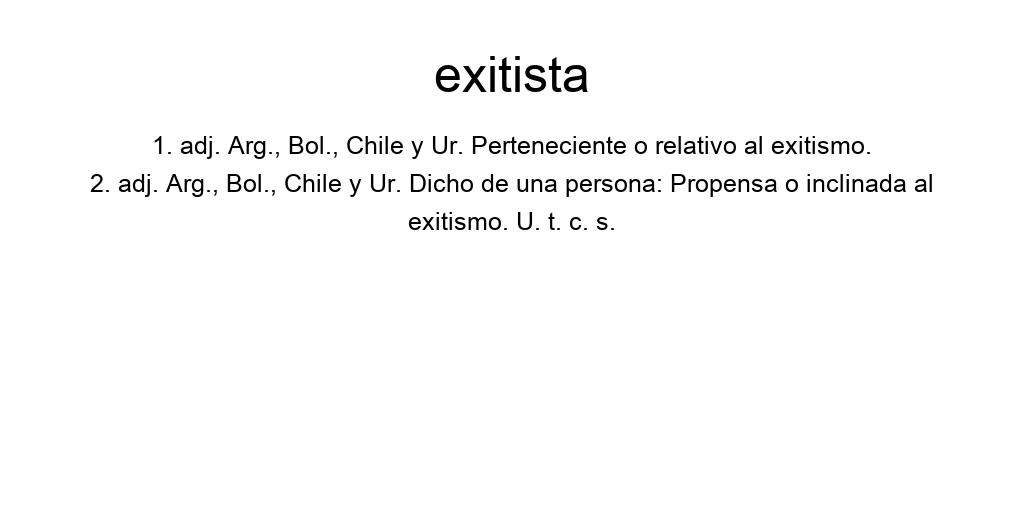 exitista
1. adj. Arg., Bol., Chile y Ur. Perteneciente o relativo al exitismo.
2. adj. Arg., Bol., Chile y Ur. Dicho de una persona: Propensa o inclinada al
exitismo. U. t. c. s.